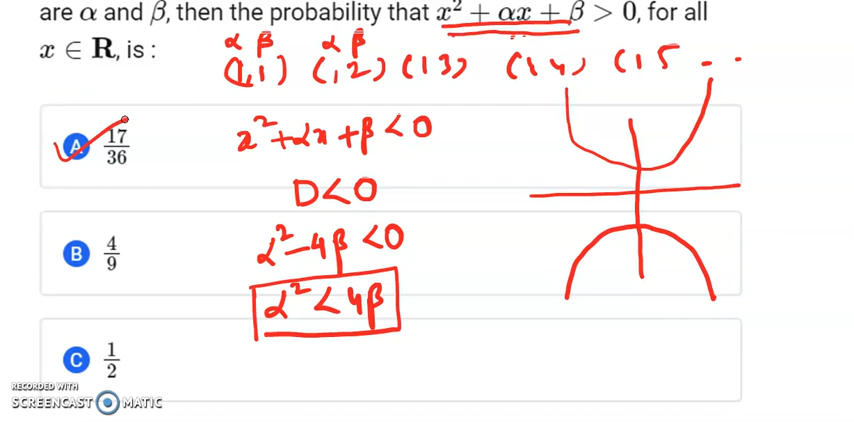 are α and β, then the probability that x² + αx + β > 0, for all
x ∈ R, is :
α β α β
(1,1) (1,2) (1 3) (1 4) (1 5 - -
A 17/36
x² + αx + β < 0
D < 0
B 4/9
α² - 4β < 0
α² < 4β
C 1/2
RECORDED WITH
SCREENCAST MATIC